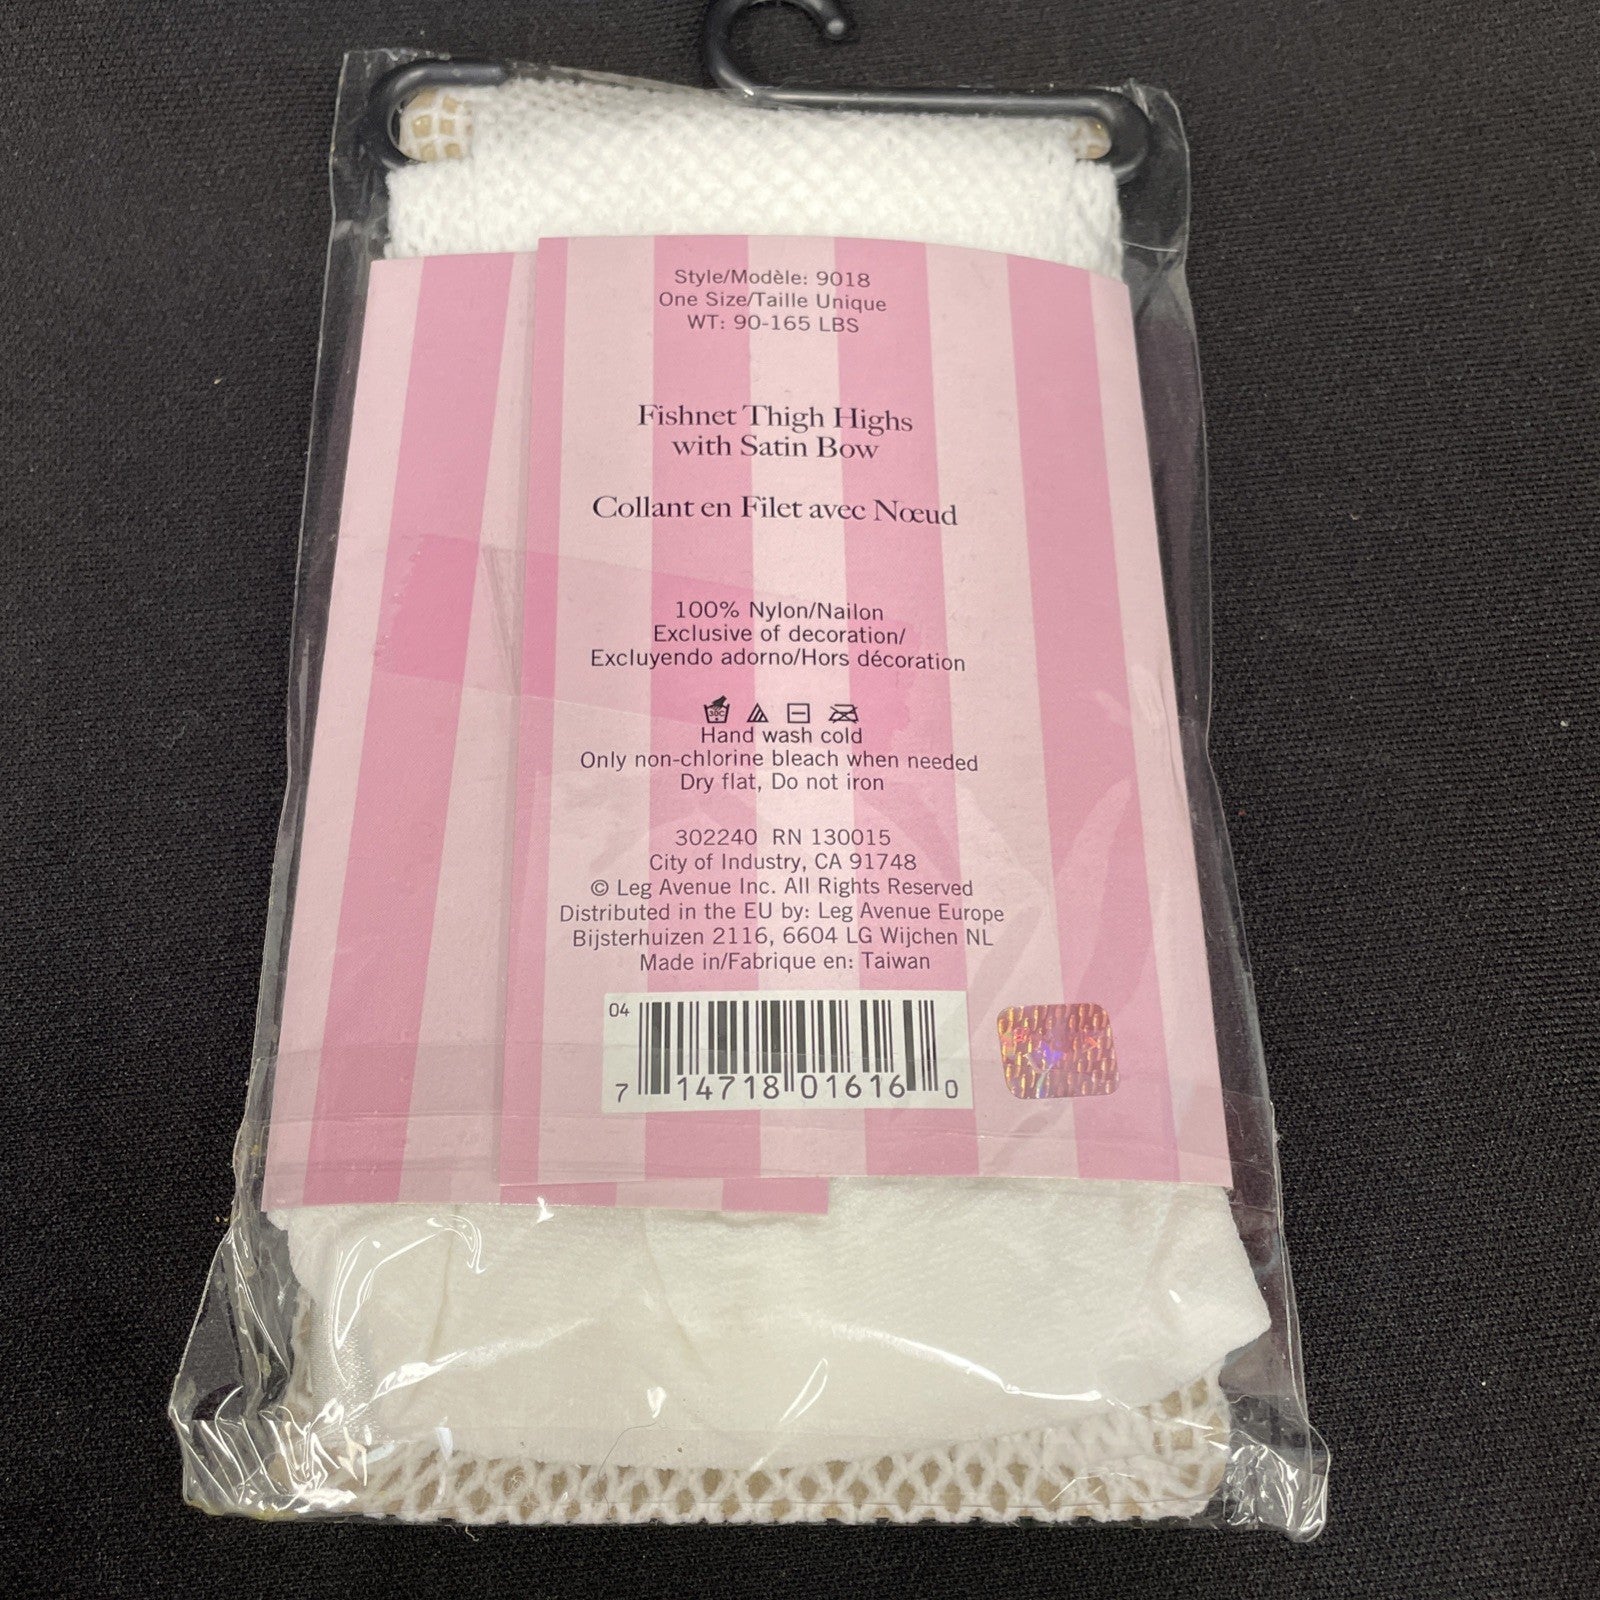 Style/Modèle: 9018
One Size/Taille Unique
WT: 90-165 LBS
Fishnet Thigh Highs
with Satin Bow
Collant en Filet avec Nœud
100% Nylon/Nailon
Exclusive of decoration/
Excluyendo adorno/Hors décoration
30C
Hand wash cold
Only non-chlorine bleach when needed
Dry flat, Do not iron
302240 RN 130015
City of Industry, CA 91748
© Leg Avenue Inc. All Rights Reserved
Distributed in the EU by: Leg Avenue Europe
Bijsterhuizen 2116, 6604 LG Wijchen NL
Made in/Fabrique en: Taiwan
04
7 14718 01616 0